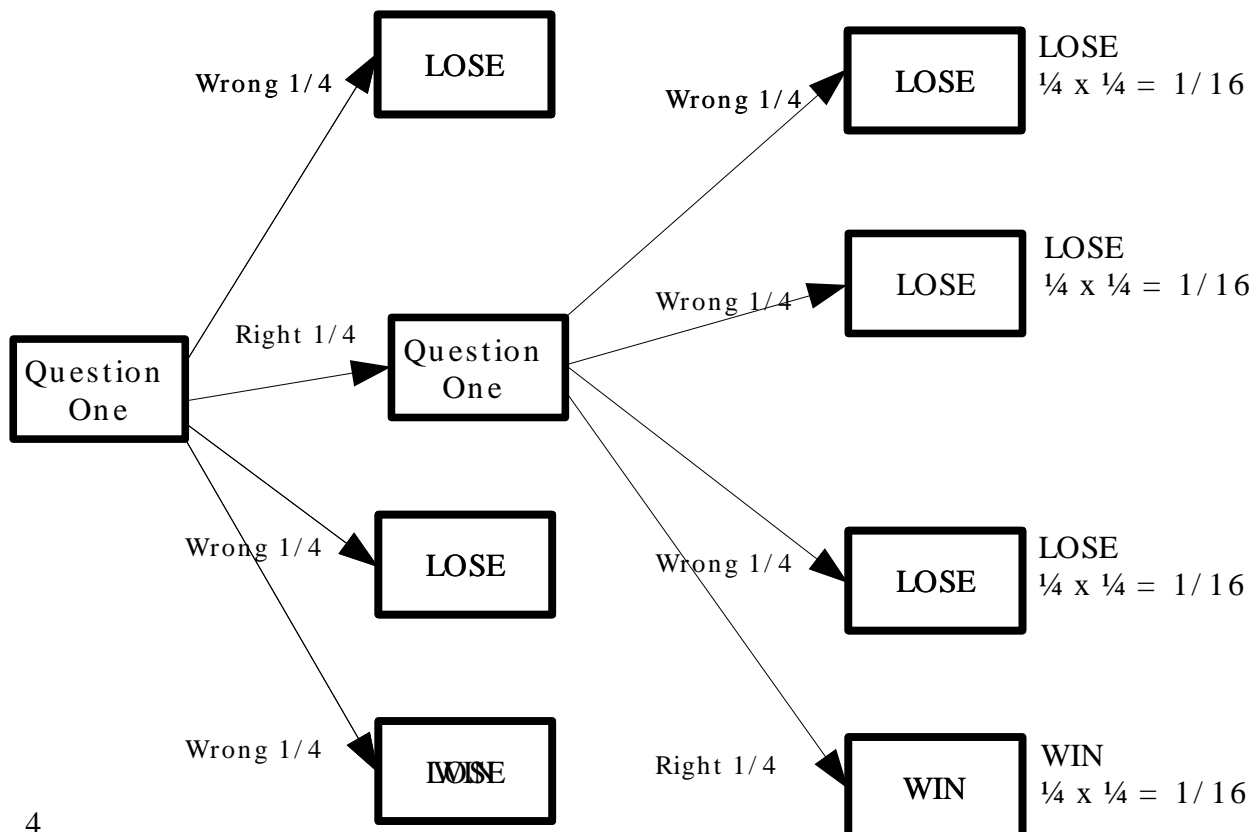 LOSE
Wrong 1/4
Right 1/4
Question
One
Wrong 1/4
LOSE
Wrong 1/4
Wrong 1/4
LOSE
LOSE
¼ x ¼ = 1/16
Wrong 1/4
LOSE
LOSE
¼ x ¼ = 1/16
Question
One
Wrong 1/4
LOSE
LOSE
¼ x ¼ = 1/16
Wrong 1/4
Right 1/4
WIN
WIN
¼ x ¼ = 1/16
4